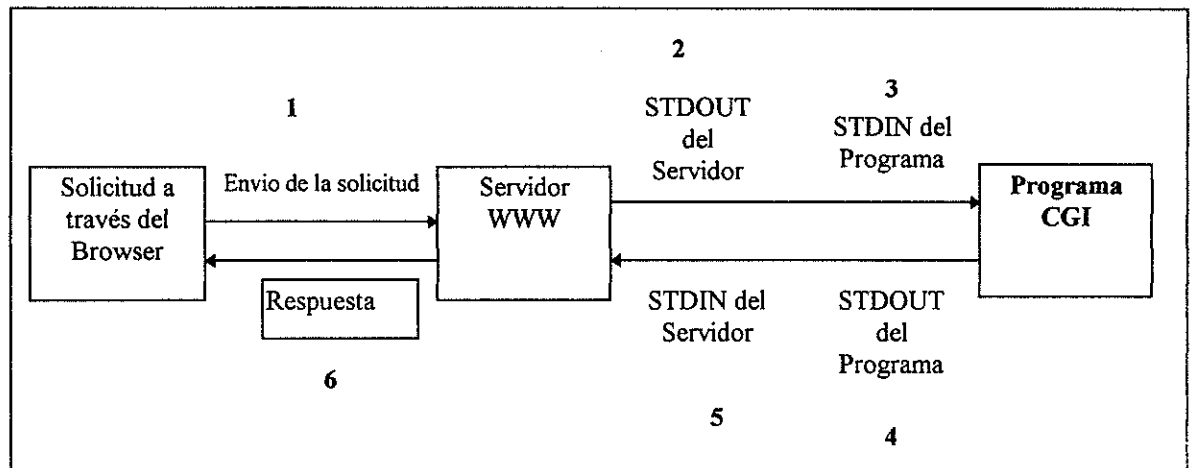 2
1
3
STDOUT
del
Servidor
STDIN del
Programa
Solicitud a
través del
Browser
Envio de la solicitud
Servidor
WWW
Programa
CGI
Respuesta
STDIN del
Servidor
STDOUT
del
Programa
6
5
4